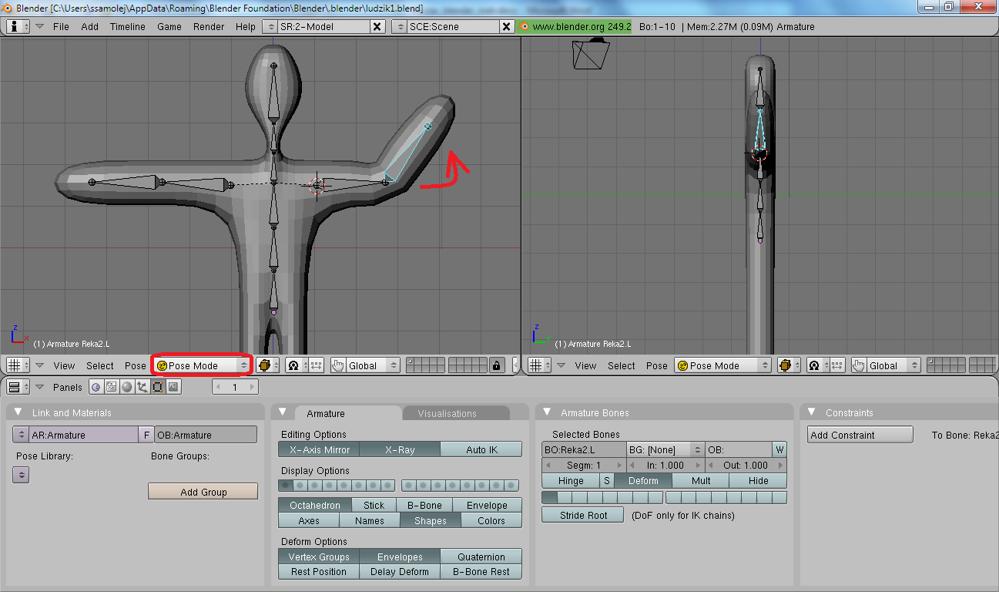 Blender [C:\Users\ssamolej\AppData\Roaming\Blender Foundation\Blender\.blender\ludzik1.blend]
File Add Timeline Game Render Help SR:2-Model SCE:Scene www.blender.org 249.2 Bo:1-10 | Mem:2.27M (0.09M) Armature
z
x
(1) Armature Reka2.L
z
y
(1) Armature Reka2.L
View Select Pose Pose Mode Global
View Select Pose Pose Mode Global
Panels 1
Link and Materials
AR:Armature F OB:Armature
Pose Library: Bone Groups:
Add Group
Armature Visualisations
Editing Options
X-Axis Mirror X-Ray Auto IK
Display Options
Octahedron Stick B-Bone Envelope
Axes Names Shapes Colors
Deform Options
Vertex Groups Envelopes Quaternion
Rest Position Delay Deform B-Bone Rest
Armature Bones
Selected Bones
BO:Reka2.L BG: [None] OB: W
Segm: 1 In: 1.000 Out: 1.000
Hinge S Deform Mult Hide
Stride Root (DoF only for IK chains)
Constraints
Add Constraint To Bone: Reka2